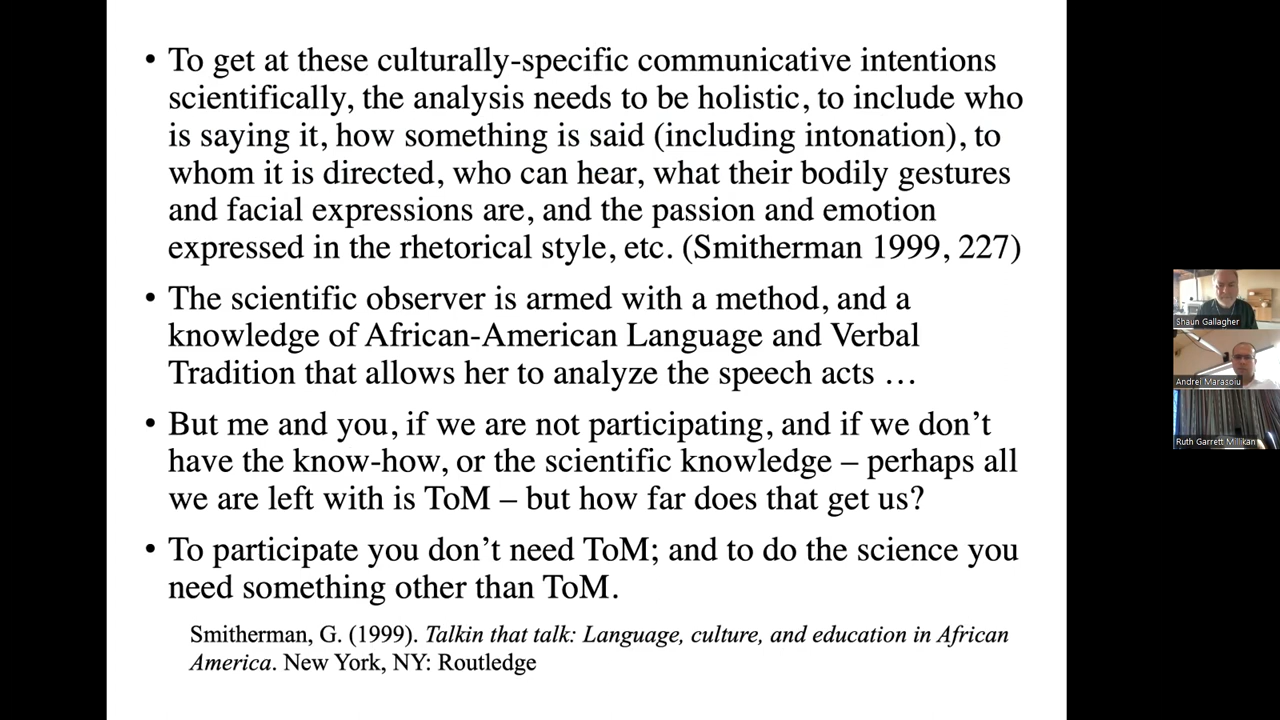 • To get at these culturally-specific communicative intentions
scientifically, the analysis needs to be holistic, to include who
is saying it, how something is said (including intonation), to
whom it is directed, who can hear, what their bodily gestures
and facial expressions are, and the passion and emotion
expressed in the rhetorical style, etc. (Smitherman 1999, 227)
• The scientific observer is armed with a method, and a
knowledge of African-American Language and Verbal
Tradition that allows her to analyze the speech acts …
• But me and you, if we are not participating, and if we don’t
have the know-how, or the scientific knowledge – perhaps all
we are left with is ToM – but how far does that get us?
• To participate you don’t need ToM; and to do the science you
need something other than ToM.
Smitherman, G. (1999). Talkin that talk: Language, culture, and education in African
America. New York, NY: Routledge
Shaun Gallagher
Andrei Marasoiu
Ruth Garrett Millikan